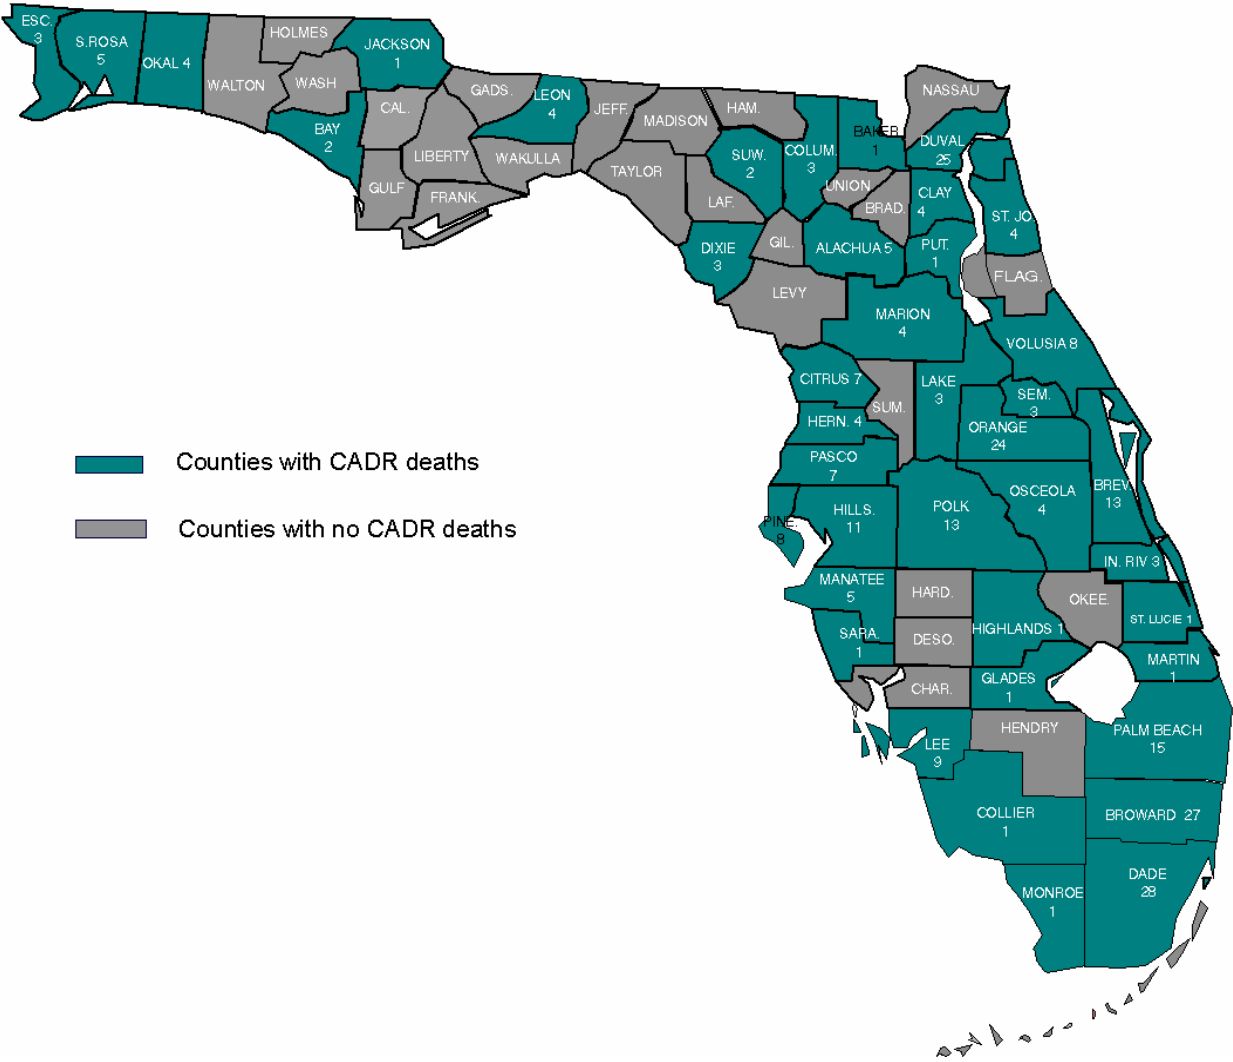 ESC.
3
S.ROSA
5
OKAL 4
WALTON
HOLMES
WASH
JACKSON
1
BAY
2
CAL.
GULF
LIBERTY
GADS.
FRANK.
LEON
4
WAKULLA
JEFF.
MADISON
TAYLOR
HAM.
SUW.
2
LAF.
DIXIE
3
COLUM.
3
BAKER
1
NASSAU
DUVAL
25
UNION
BRAD.
CLAY
4
ST. JO
4
GIL.
ALACHUA 5
PUT.
1
FLAG.
LEVY
MARION
4
VOLUSIA 8
CITRUS 7
SUM.
LAKE
3
SEM.
3
HERN. 4
ORANGE
24
PASCO
7
Counties with CADR deaths
Counties with no CADR deaths
PINE.
8
HILLS.
11
POLK
13
OSCEOLA
4
BREV.
13
IN. RIV 3
MANATEE
5
HARD.
HIGHLANDS 1
OKEE.
ST. LUCIE 1
SARA.
1
DESO.
MARTIN
1
CHAR.
GLADES
1
LEE
9
HENDRY
PALM BEACH
15
COLLIER
1
BROWARD 27
MONROE
1
DADE
28